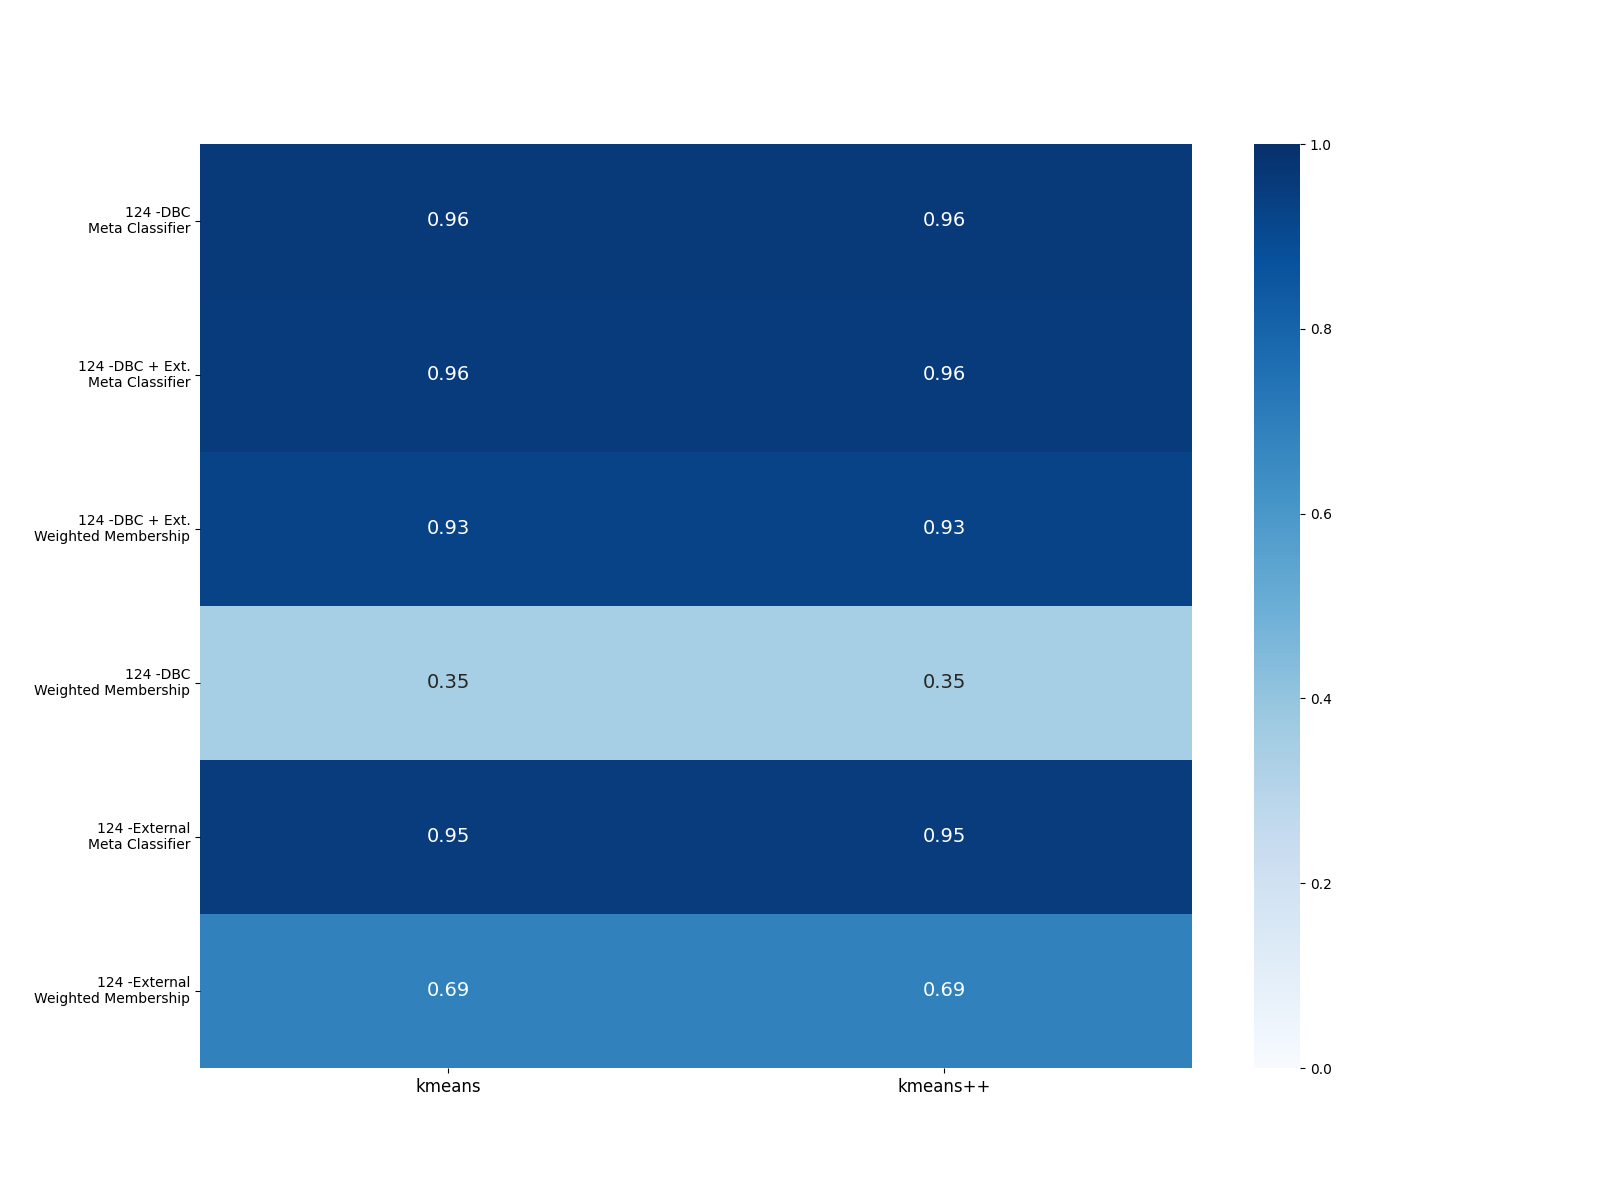 124 -DBC
Meta Classifier
0.96 0.96
124 -DBC + Ext.
Meta Classifier
0.96 0.96
124 -DBC + Ext.
Weighted Membership
0.93 0.93
124 -DBC
Weighted Membership
0.35 0.35
124 -External
Meta Classifier
0.95 0.95
124 -External
Weighted Membership
0.69 0.69
kmeans kmeans++
1.0
0.8
0.6
0.4
0.2
0.0